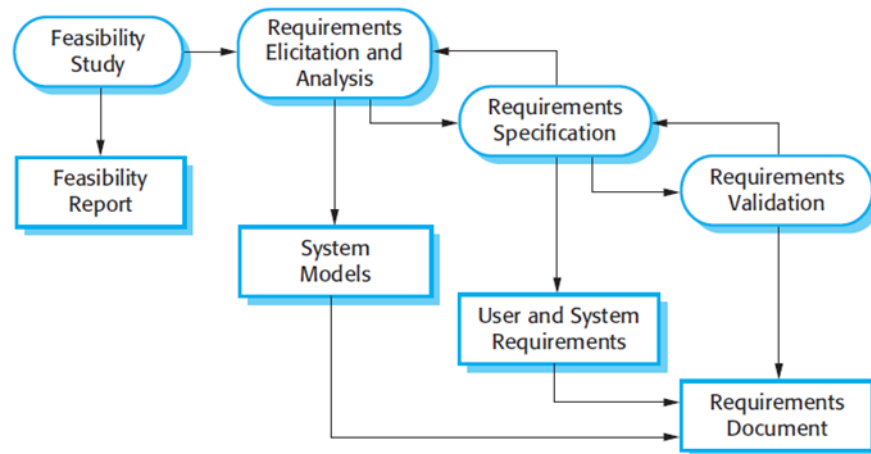 Feasibility
Study
Requirements
Elicitation and
Analysis
Requirements
Specification
Requirements
Validation
Feasibility
Report
System
Models
User and System
Requirements
Requirements
Document